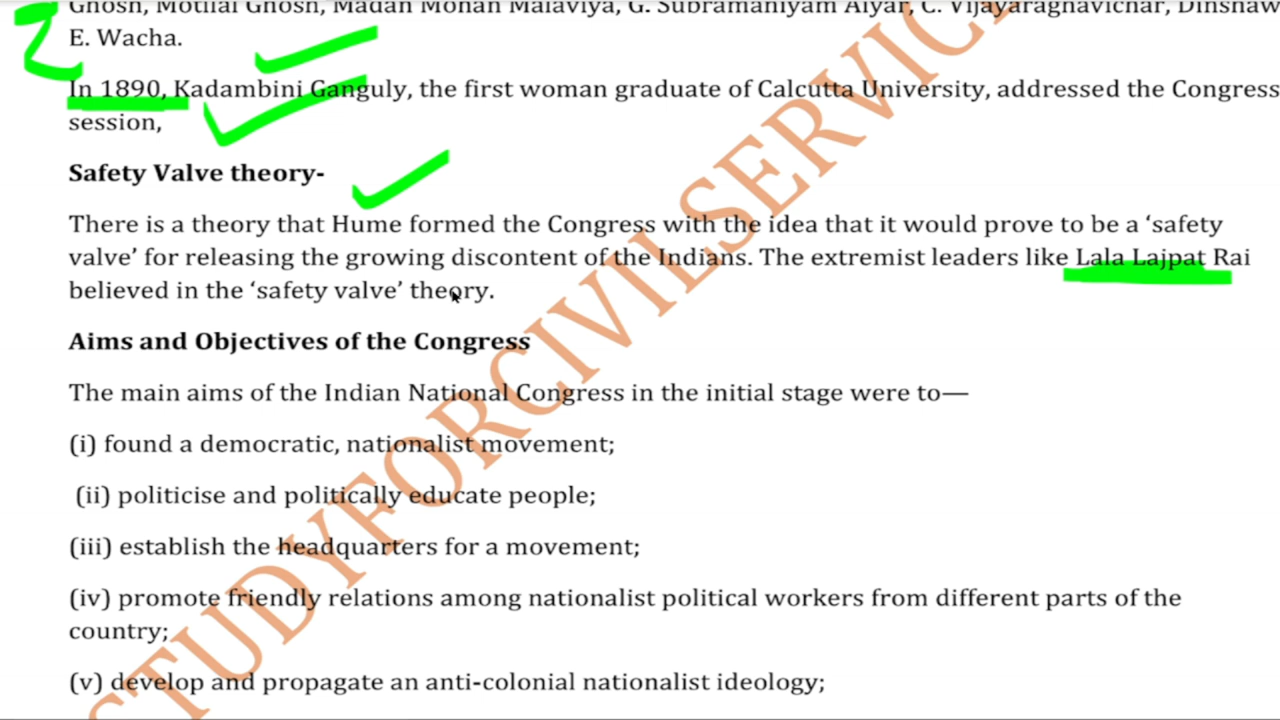 Ghosh, Motilal Ghosh, Madan Mohan Malaviya, G. Subramaniyam Aiyar, C. Vijayaraghavichar, Dinshaw
E. Wacha.
In 1890, Kadambini Ganguly, the first woman graduate of Calcutta University, addressed the Congress
session,
Safety Valve theory-
There is a theory that Hume formed the Congress with the idea that it would prove to be a ‘safety
valve’ for releasing the growing discontent of the Indians. The extremist leaders like Lala Lajpat Rai
believed in the ‘safety valve’ theory.
Aims and Objectives of the Congress
The main aims of the Indian National Congress in the initial stage were to—
(i) found a democratic, nationalist movement;
(ii) politicise and politically educate people;
(iii) establish the headquarters for a movement;
(iv) promote friendly relations among nationalist political workers from different parts of the
country;
(v) develop and propagate an anti-colonial nationalist ideology;
STUDYFORCIVILSERVIC